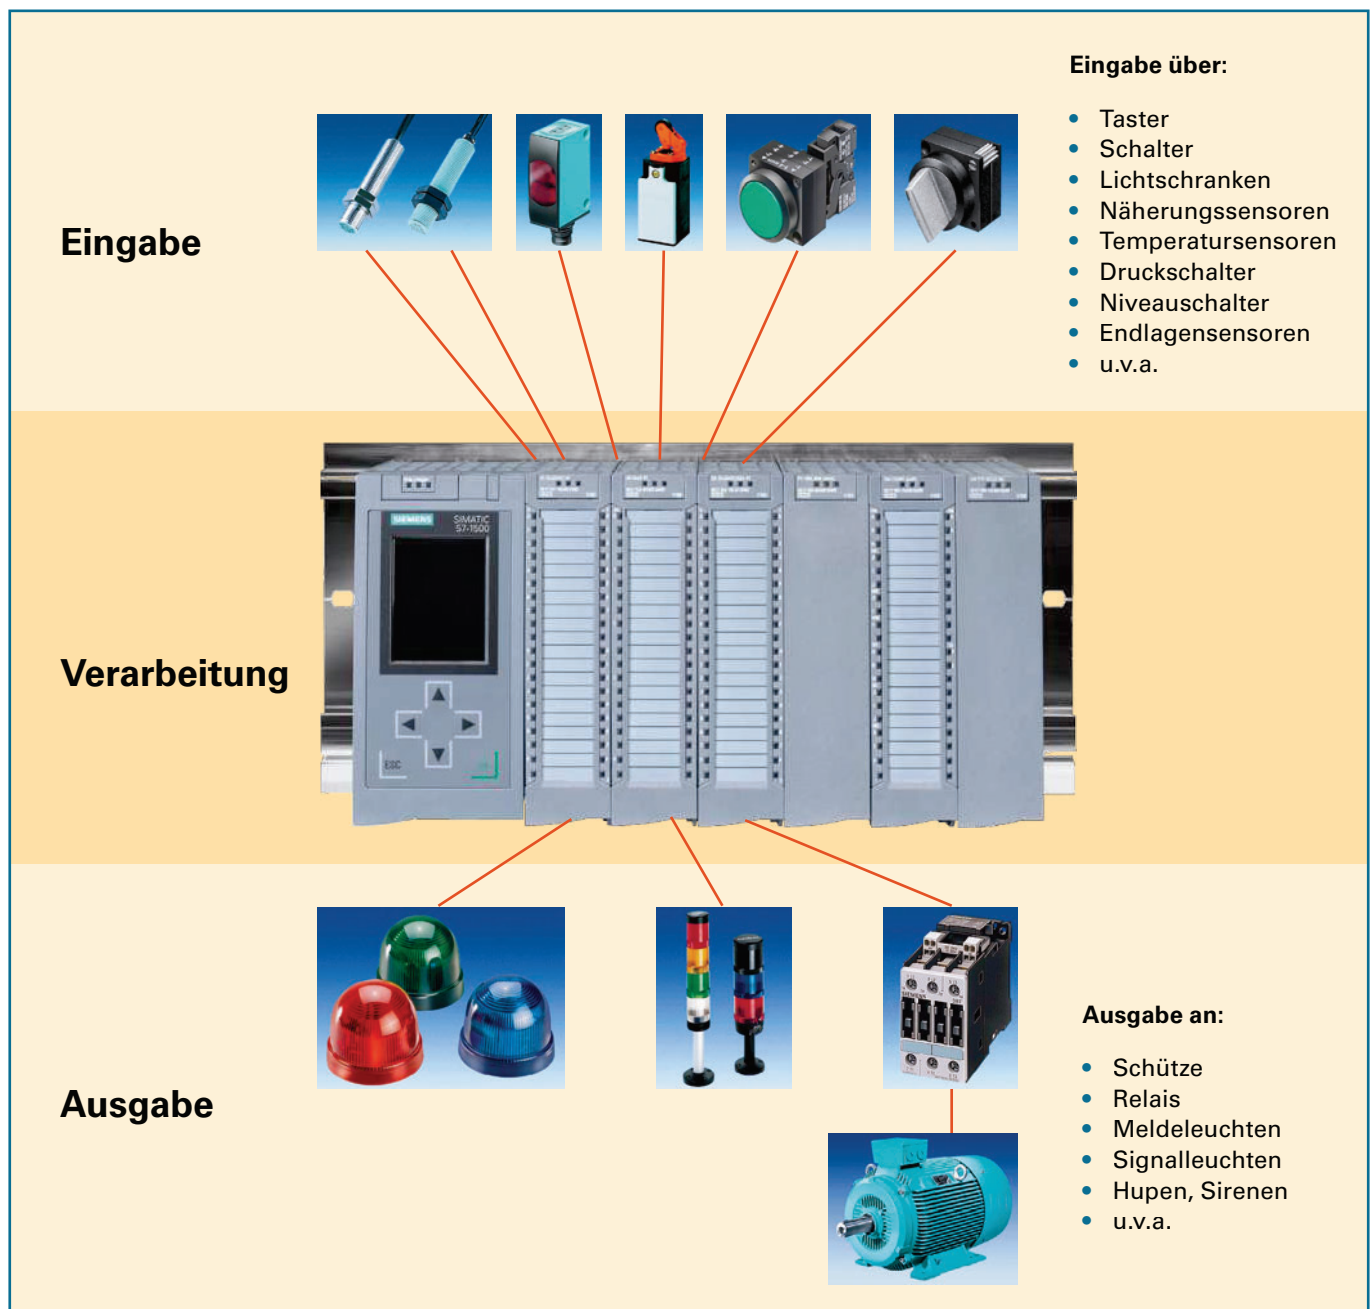 Eingabe über:
• Taster
• Schalter
• Lichtschranken
• Näherungssensoren
• Temperatursensoren
• Druckschalter
• Niveauschalter
• Endlagensensoren
• u.v.a.
Eingabe
SIEMENS
SIMATIC
S7-1500
Verarbeitung
ESC
SIEMENS
Ausgabe an:
• Schütze
• Relais
• Meldeleuchten
• Signalleuchten
• Hupen, Sirenen
• u.v.a.
Ausgabe